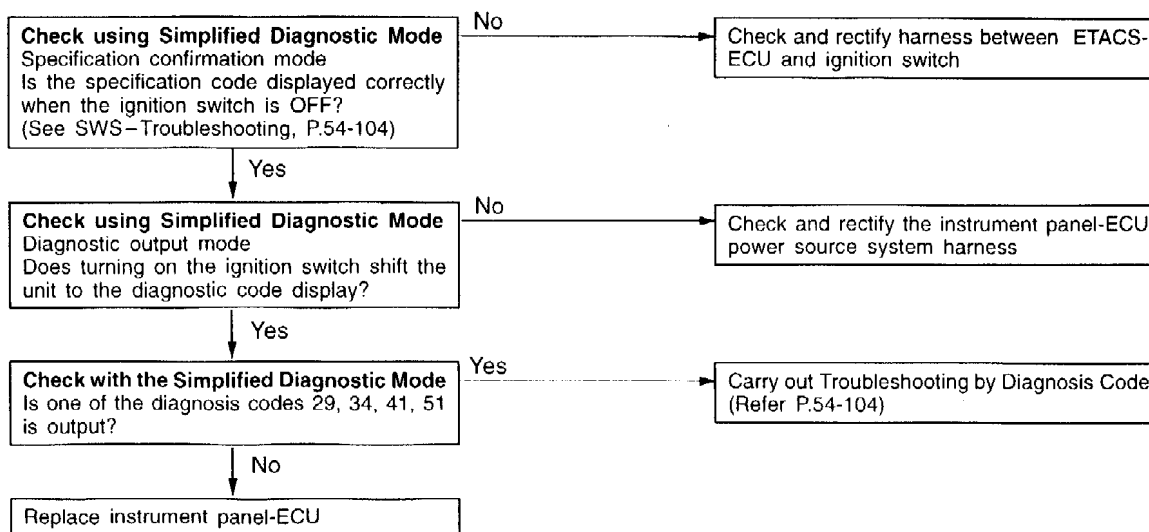 Check using Simplified Diagnostic Mode
Specification confirmation mode
Is the specification code displayed correctly
when the ignition switch is OFF?
(See SWS-Troubleshooting, P.54-104)
No
Check and rectify harness between ETACS-
ECU and ignition switch
Yes
Check using Simplified Diagnostic Mode
Diagnostic output mode
Does turning on the ignition switch shift the
unit to the diagnostic code display?
No
Check and rectify the instrument panel-ECU
power source system harness
Yes
Check with the Simplified Diagnostic Mode
Is one of the diagnosis codes 29, 34, 41, 51
is output?
Yes
Carry out Troubleshooting by Diagnosis Code
(Refer P.54-104)
No
Replace instrument panel-ECU